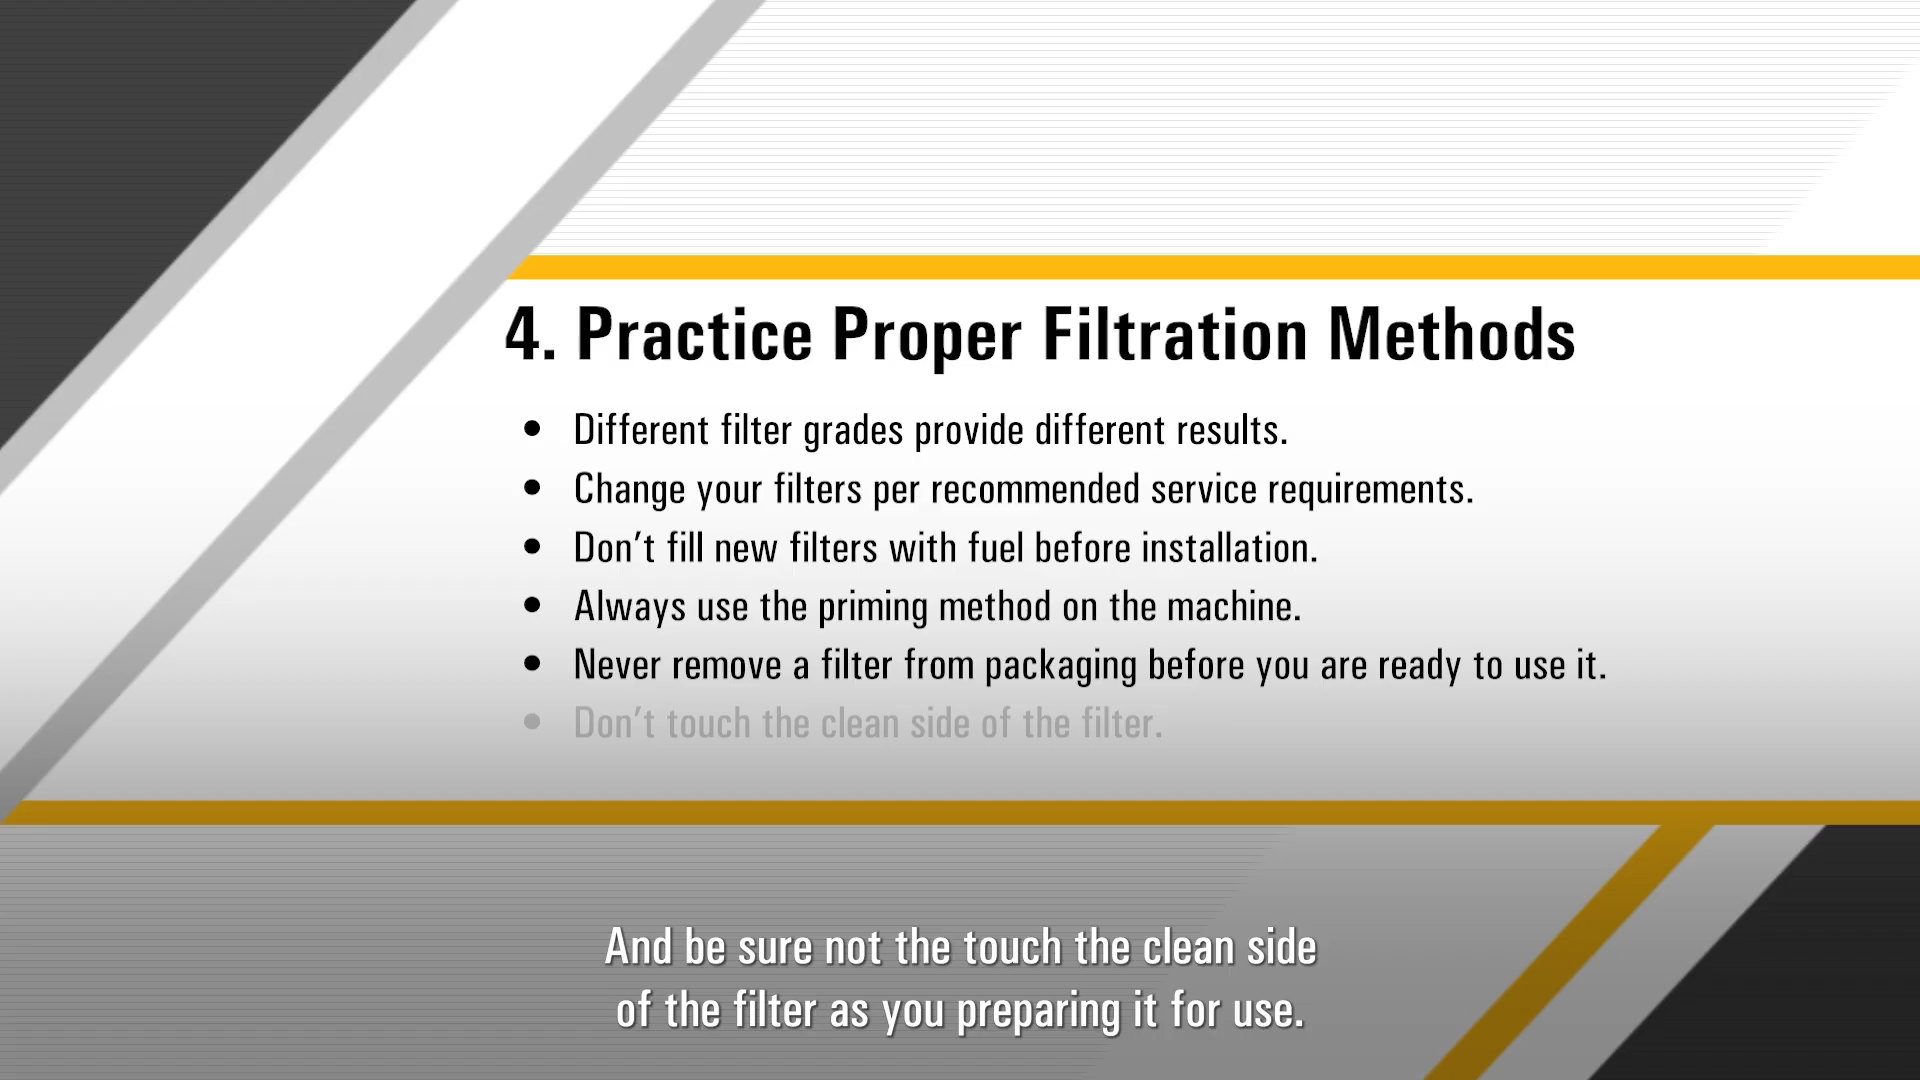 4. Practice Proper Filtration Methods
• Different filter grades provide different results.
• Change your filters per recommended service requirements.
• Don’t fill new filters with fuel before installation.
• Always use the priming method on the machine.
• Never remove a filter from packaging before you are ready to use it.
• Don’t touch the clean side of the filter.
And be sure not the touch the clean side
of the filter as you preparing it for use.